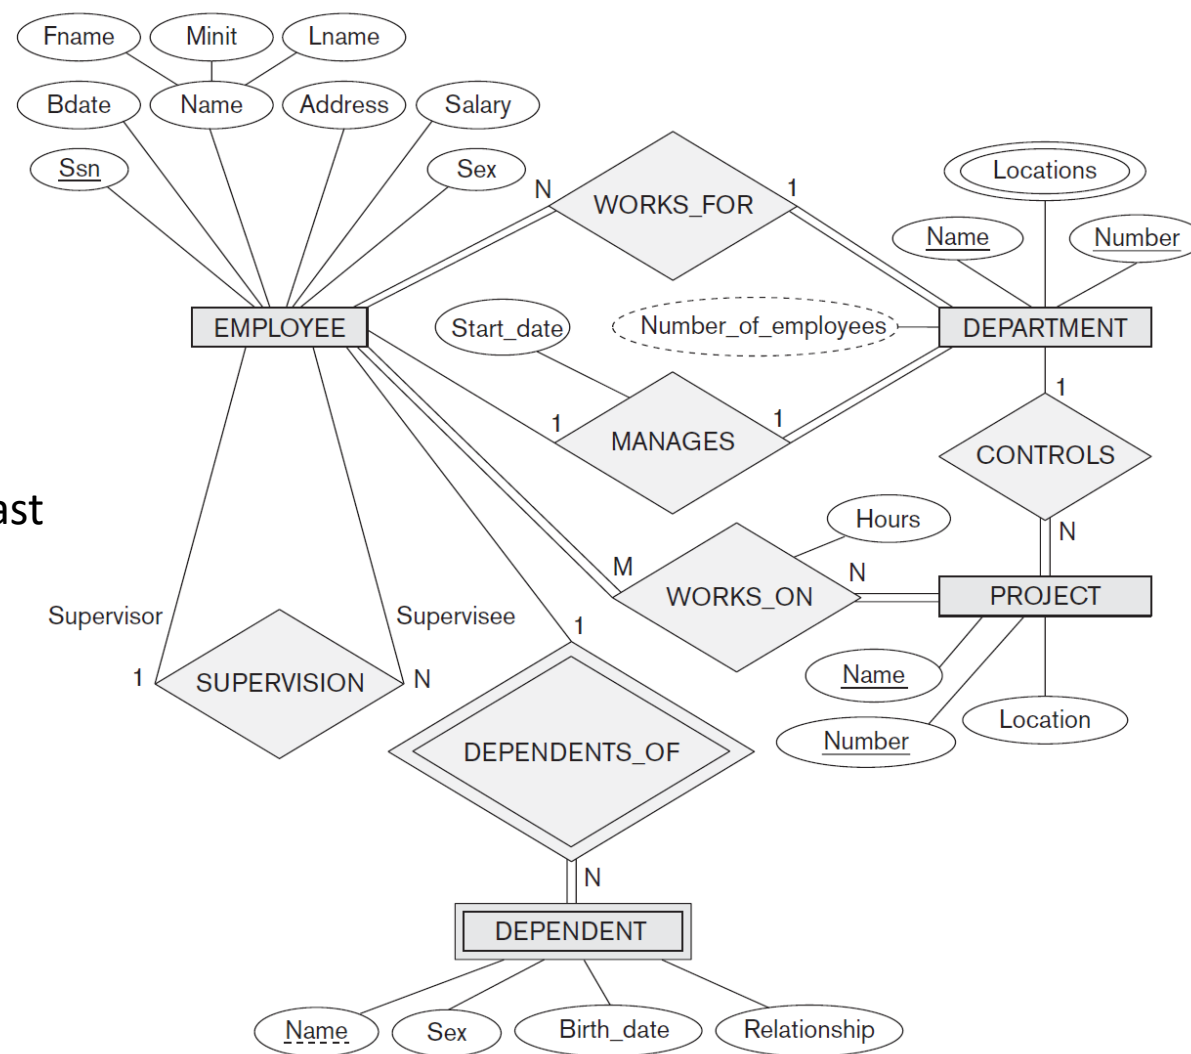 Fname Minit Lname
Bdate Name Address Salary
Ssn Sex
Locations
N WORKS_FOR 1
Name Number
EMPLOYEE Start_date Number_of_employees DEPARTMENT
1
1 MANAGES 1
CONTROLS
ast
Hours
N
M WORKS_ON N PROJECT
Supervisor Supervisee
1
1 SUPERVISION N
Name
Location
Number
DEPENDENTS_OF
N
DEPENDENT
Name Sex Birth_date Relationship